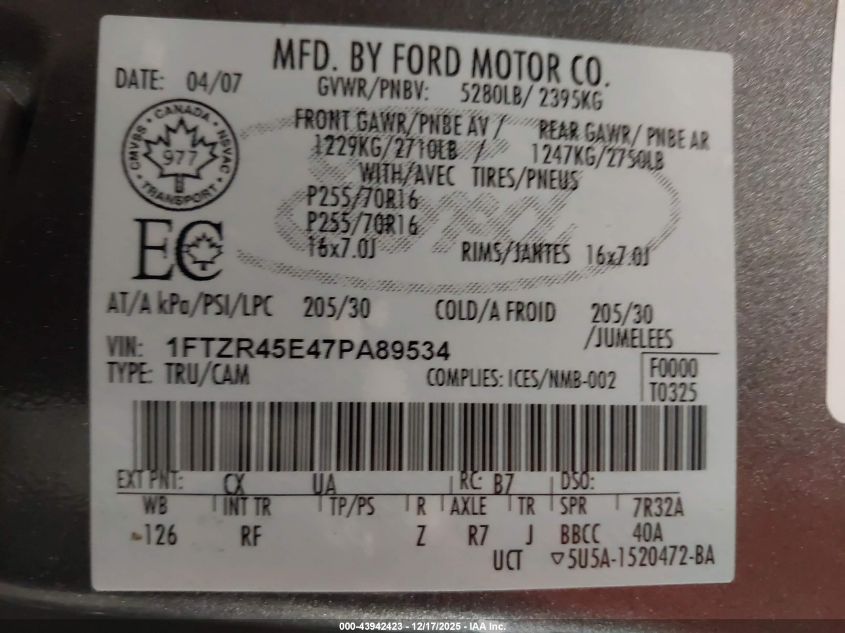 MFD. BY FORD MOTOR CO.
DATE: 04/07
GVWR/PNBV: 5280LB/ 2395KG
FRONT GAWR/PNBE AV / REAR GAWR/ PNBE AR
1229KG/2710LB / 1247KG/2750LB
WITH/AVEC TIRES/PNEUS
CANADA
CMVSS
NSVAC
977
TRANSPORT
P255/70R16
P255/70R16
16x7.0J RIMS/JANTES 16x7.0J
EC
AT/A kPa/PSI/LPC 205/30 COLD/A FROID 205/30
/JUMELEES
VIN: 1FTZR45E47PA89534
TYPE: TRU/CAM COMPLIES: ICES/NMB-002
F0000
T0325
EXT PNT: CX UA RC: B7 DSO:
WB INT TR TP/PS R AXLE TR SPR 7R32A
126 RF Z R7 J BBCC 40A
UCT 5U5A-1520472-BA
000-43942423 - 12/17/2025 - IAA Inc.